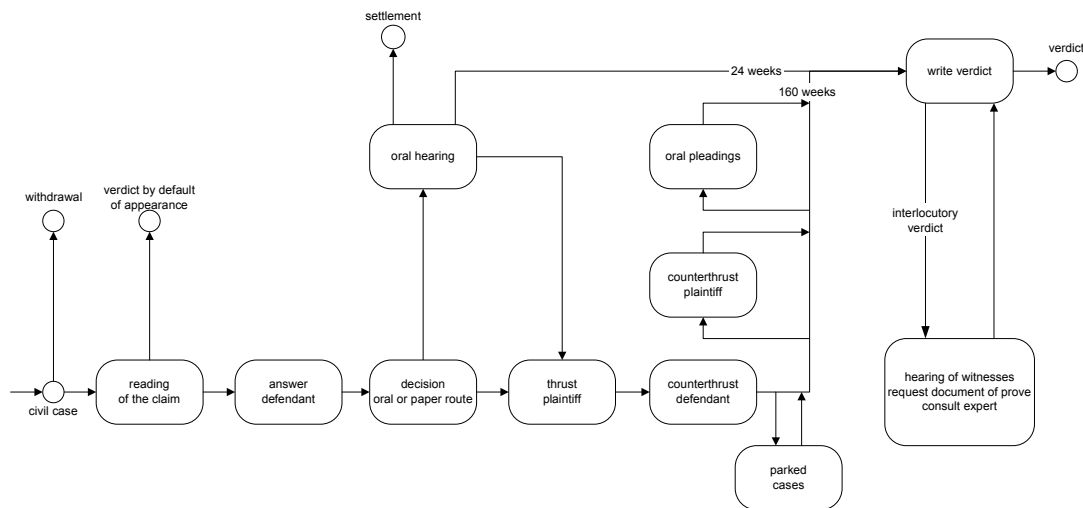 settlement
verdict
24 weeks
write verdict
160 weeks
oral hearing
oral pleadings
withdrawal
verdict by default
of appearance
interlocutory
verdict
counterthrust
plaintiff
reading
of the claim
answer
defendant
decision
oral or paper route
thrust
plaintiff
counterthrust
defendant
hearing of witnesses
request document of prove
consult expert
civil case
parked
cases